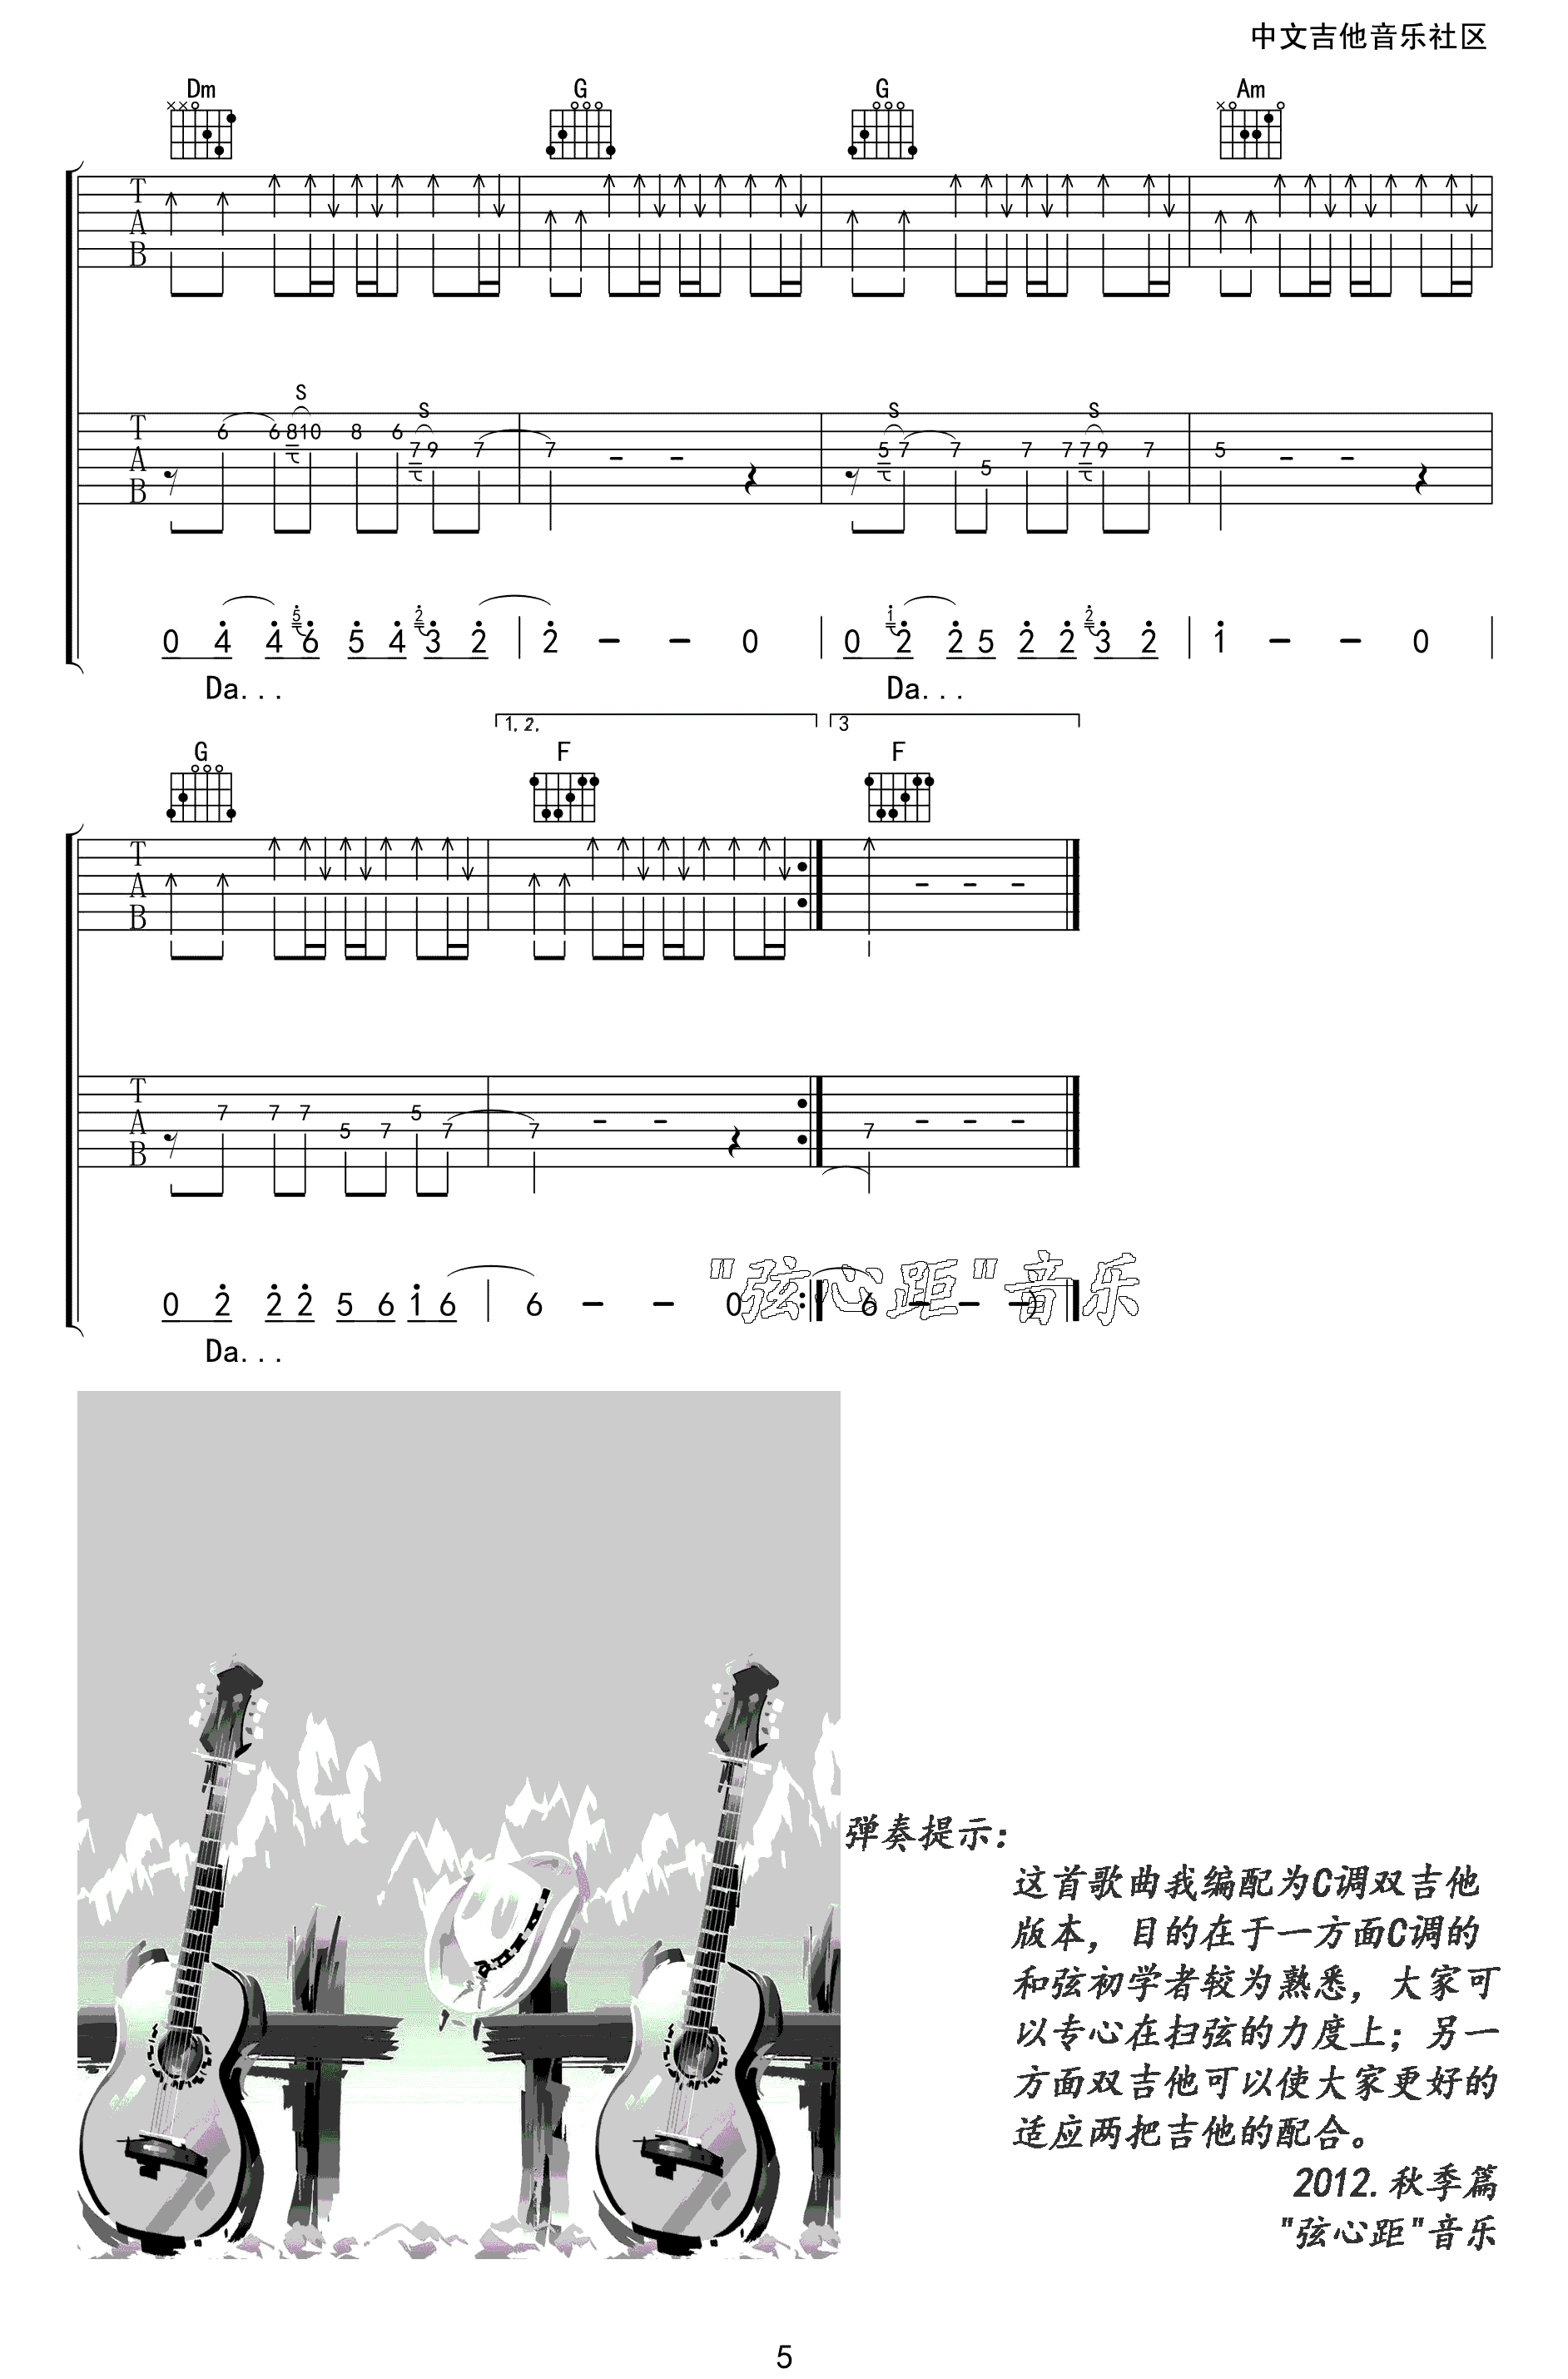 中文吉他音乐社区
Dm G G Am
T A B
S S S S
T A B
6 6 8 10 8 6 7 9 7 7 5 7 7 5 7 7 7 9 7 5
0 4 4 5 6 5 4 2 3 2 | 2 - - 0 | 0 1 2 2 5 2 2 2 3 2 | 1 - - 0
Da... Da...
1, 2, 3
G F F
T A B
T A B
7 7 7 5 7 5 7 7 7
0 2 2 2 5 6 1 6 | 6 - - 0 :| 6 - - -)
"弦心距"音乐
Da...
弹奏提示：
这首歌曲我编配为C调双吉他
版本，目的在于一方面C调的
和弦初学者较为熟悉，大家可
以专心在扫弦的力度上；另一
方面双吉他可以使大家更好的
适应两把吉他的配合。
2012.秋季篇
"弦心距"音乐
5